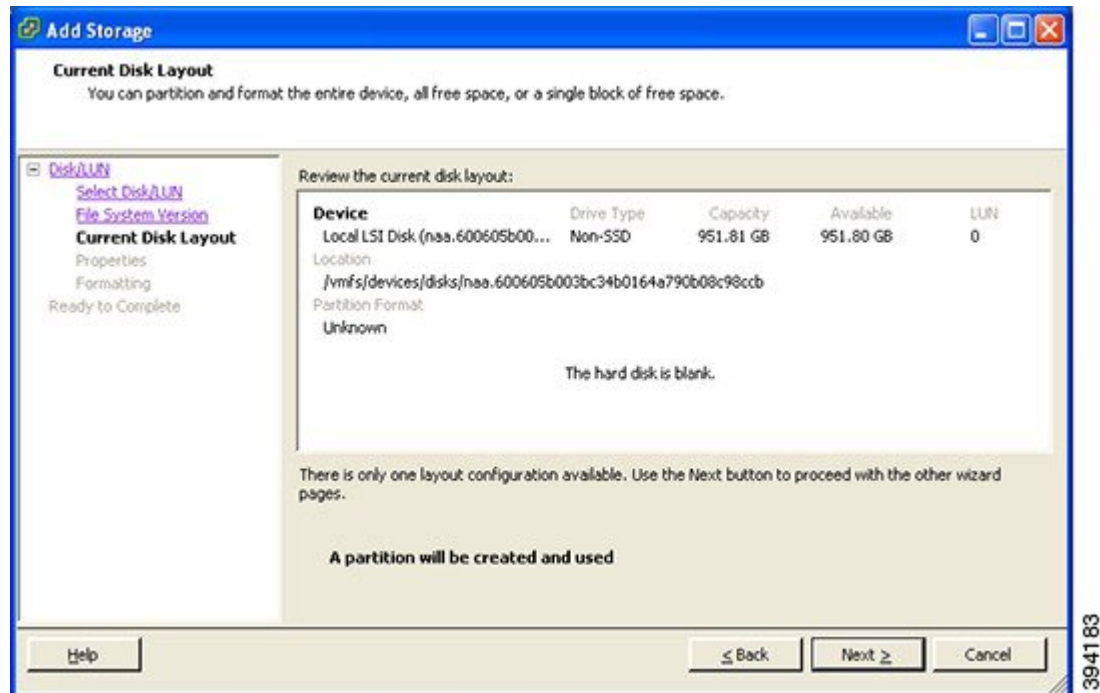 Add Storage
Current Disk Layout
You can partition and format the entire device, all free space, or a single block of free space.
Disk/LUN
Select Disk/LUN
File System Version
Current Disk Layout
Properties
Formatting
Ready to Complete
Review the current disk layout:
Device Drive Type Capacity Available LUN
Local LSI Disk (naa.600605b00... Non-SSD 951.81 GB 951.80 GB 0
Location
/vmfs/devices/disks/naa.600605b003bc34b0164a790b08c98ccb
Partition Format
Unknown
The hard disk is blank.
There is only one layout configuration available. Use the Next button to proceed with the other wizard
pages.
A partition will be created and used
Help
≤ Back
Next ≥
Cancel
394183